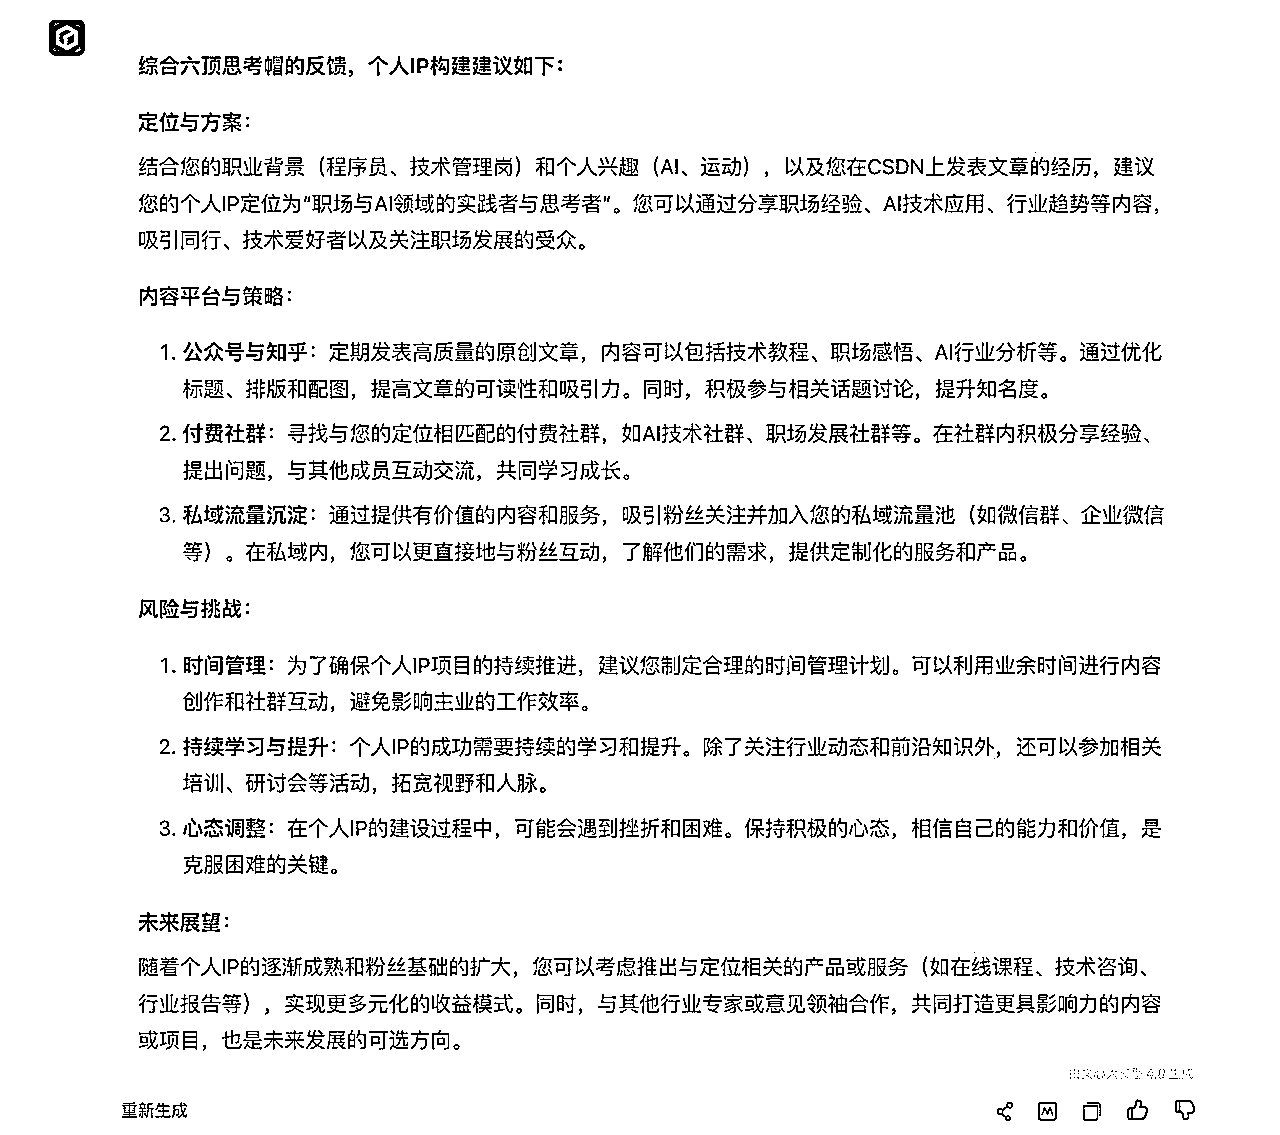 综合六顶思考帽的反馈，个人IP构建建议如下：
定位与方案：
结合您的职业背景（程序员、技术管理岗）和个人兴趣（AI、运动），以及您在CSDN上发表文章的经历，建议
您的个人IP定位为“职场与AI领域的实践者与思考者”。您可以通过分享职场经验、AI技术应用、行业趋势等内容，
吸引同行、技术爱好者以及关注职场发展的受众。
内容平台与策略：
1. 公众号与知乎：定期发表高质量的原创文章，内容可以包括技术教程、职场感悟、AI行业分析等。通过优化
标题、排版和配图，提高文章的可读性和吸引力。同时，积极参与相关话题讨论，提升知名度。
2. 付费社群：寻找与您的定位相匹配的付费社群，如AI技术社群、职场发展社群等。在社群内积极分享经验、
提出问题，与其他成员互动交流，共同学习成长。
3. 私域流量沉淀：通过提供有价值的内容和服务，吸引粉丝关注并加入您的私域流量池（如微信群、企业微信
等）。在私域内，您可以更直接地与粉丝互动，了解他们的需求，提供定制化的服务和产品。
风险与挑战：
1. 时间管理：为了确保个人IP项目的持续推进，建议您制定合理的时间管理计划。可以利用业余时间进行内容
创作和社群互动，避免影响主业的工作效率。
2. 持续学习与提升：个人IP的成功需要持续的学习和提升。除了关注行业动态和前沿知识外，还可以参加相关
培训、研讨会等活动，拓宽视野和人脉。
3. 心态调整：在个人IP的建设过程中，可能会遇到挫折和困难。保持积极的心态，相信自己的能力和价值，是
克服困难的关键。
未来展望：
随着个人IP的逐渐成熟和粉丝基础的扩大，您可以考虑推出与定位相关的产品或服务（如在线课程、技术咨询、
行业报告等），实现更多元化的收益模式。同时，与其他行业专家或意见领袖合作，共同打造更具影响力的内容
或项目，也是未来发展的可选方向。
由文心大模型 4.0 生成
重新生成